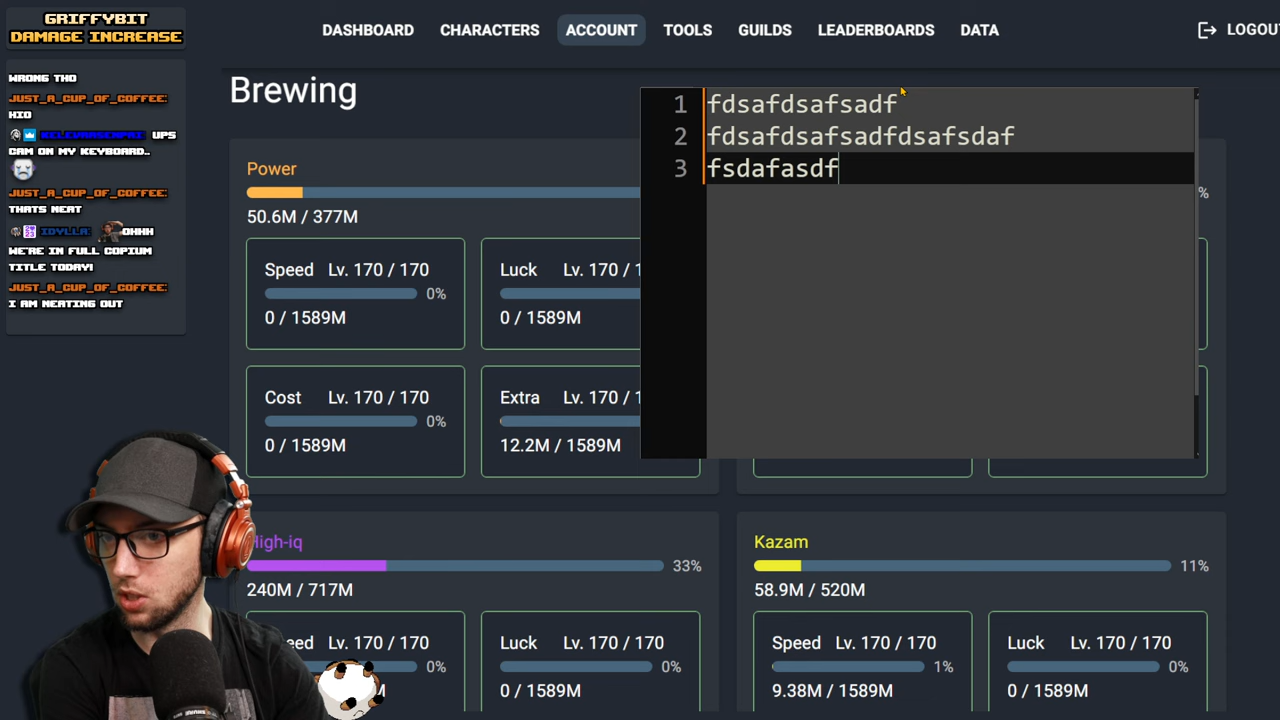 GRIFFYBIT
DAMAGE INCREASE
DASHBOARD
CHARACTERS
ACCOUNT
TOOLS
GUILDS
LEADERBOARDS
DATA
LOGOU
WRONG THO
JUST_A_CUP_OF_COFFEE:
HIO
UPS
CAM ON MY KEYBOARD..
JUST_A_CUP_OF_COFFEE:
THATS NEAT
IDYLLA: OHHH
WE'RE IN FULL COPIUM
TITLE TODAY!
JUST_A_CUP_OF_COFFEE:
I AM NEATING OUT
Brewing
1 fdsafdsafsadf
2 fdsafdsafsadfdsafsdaf
3 fsdafasdf
Power
50.6M / 377M
%
Speed Lv. 170 / 170
0%
0 / 1589M
Luck Lv. 170 / 1
0 / 1589M
Cost Lv. 170 / 170
0%
0 / 1589M
Extra Lv. 170 / 1
12.2M / 1589M
High-iq
33%
240M / 717M
Lv. 170 / 170
0%
Luck Lv. 170 / 170
0%
0 / 1589M
Kazam
11%
58.9M / 520M
Speed Lv. 170 / 170
1%
9.38M / 1589M
Luck Lv. 170 / 170
0%
0 / 1589M